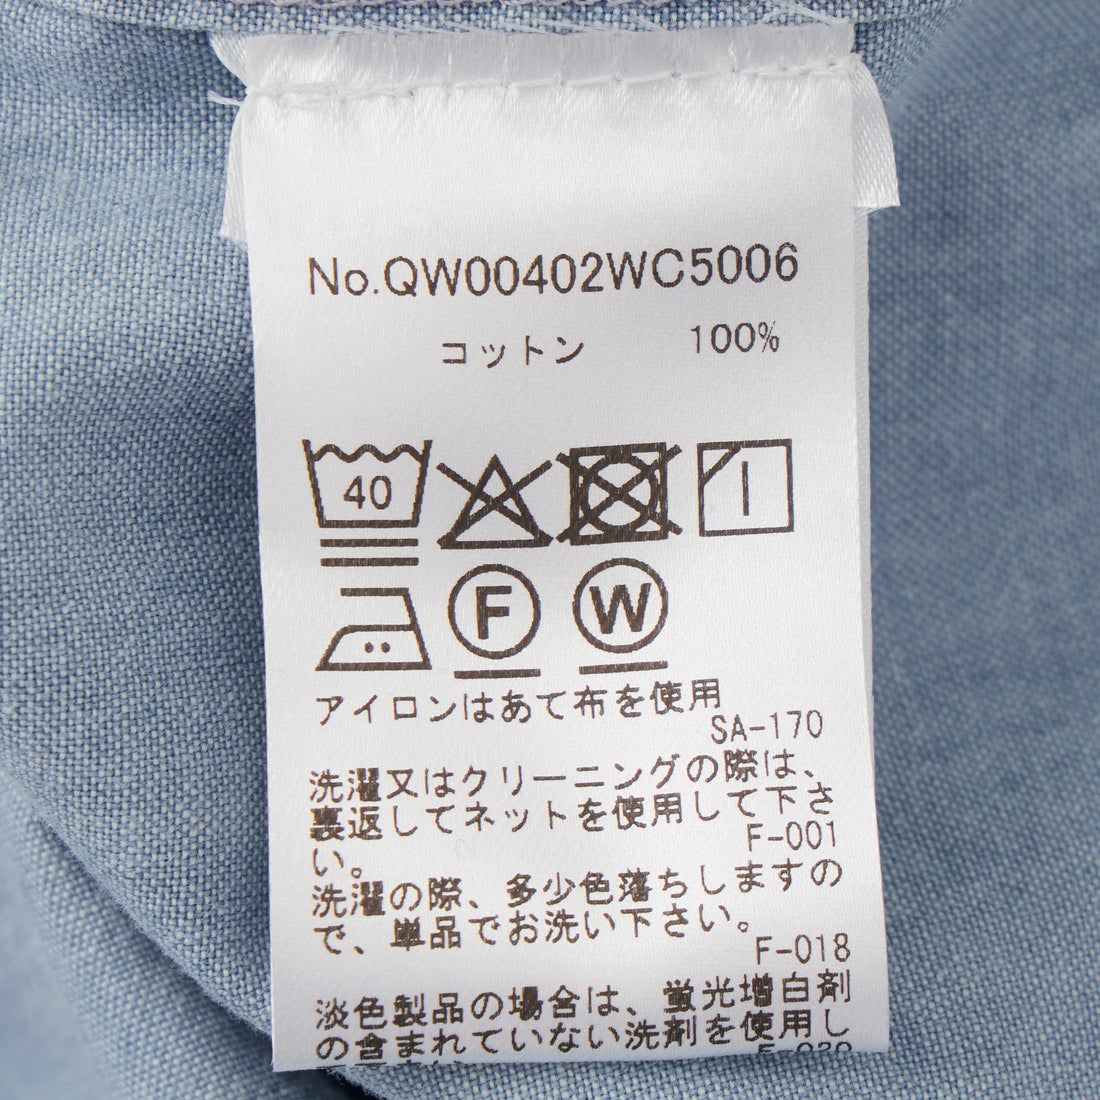 No.QW00402WC5006
コットン 100%
40
F W
アイロンはあて布を使用
SA-170
洗濯又はクリーニングの際は、
裏返してネットを使用して下さ
い。
F-001
洗濯の際、多少色落ちしますの
で、単品でお洗い下さい。
F-018
淡色製品の場合は、蛍光増白剤
の含まれていない洗剤を使用し